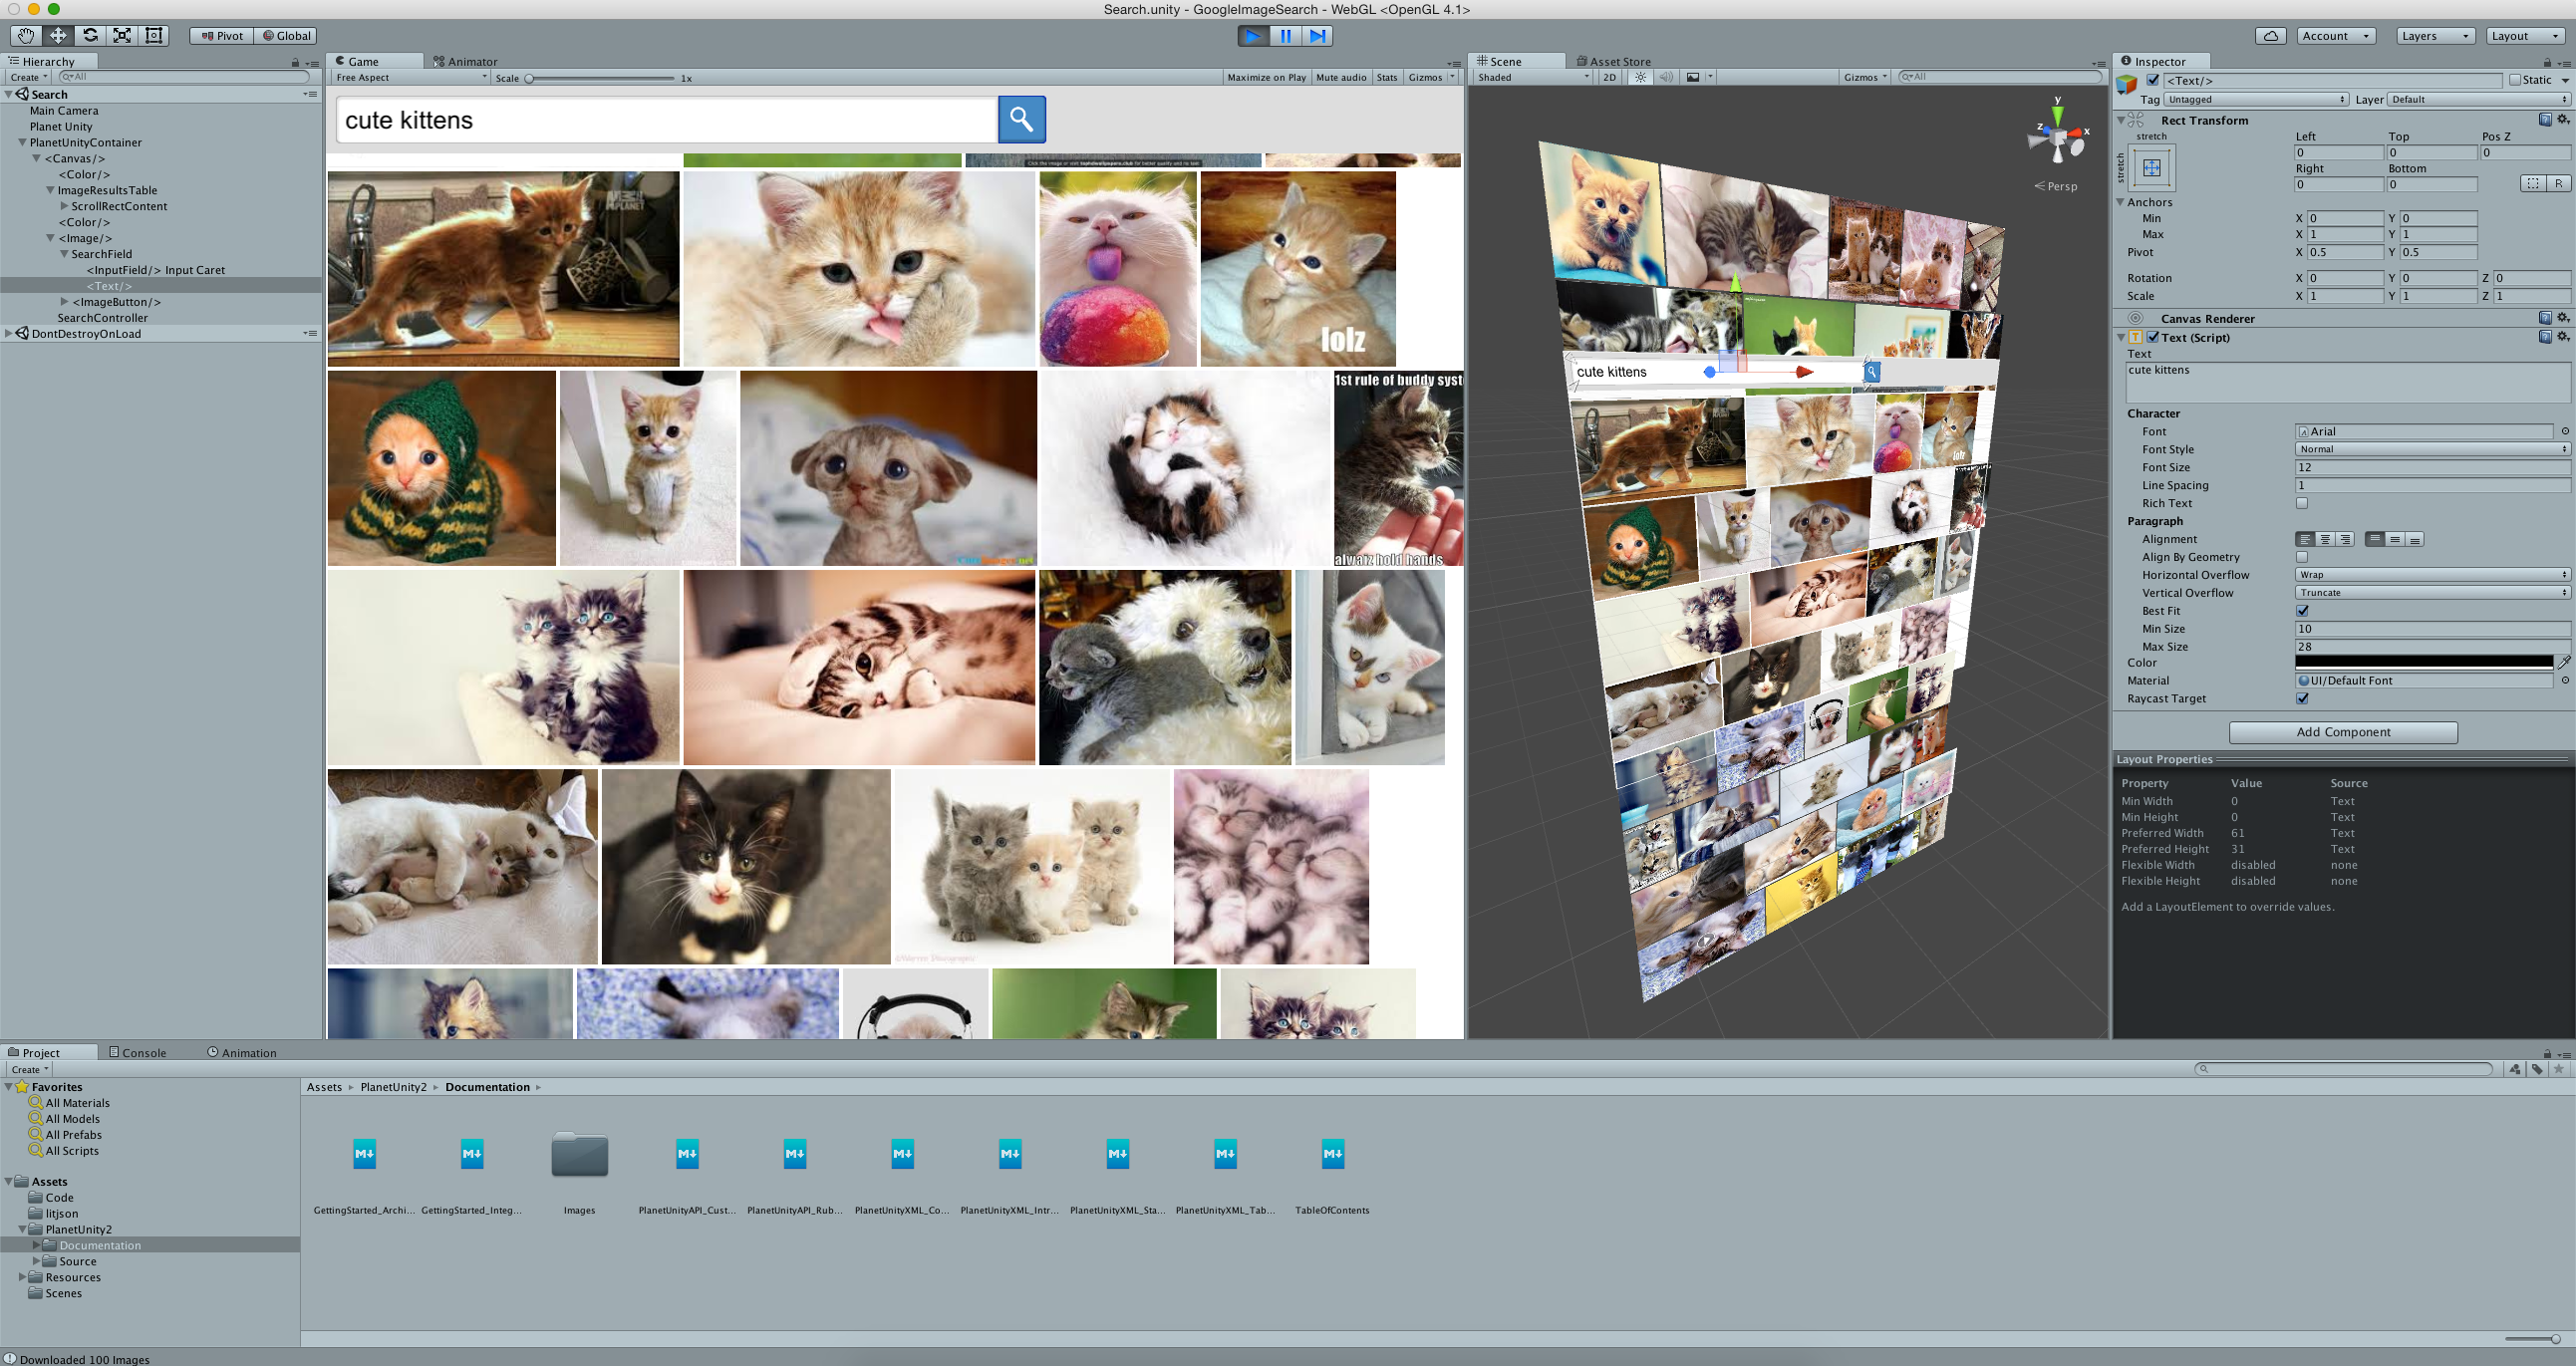 Search.unity - GoogleImageSearch - WebGL <OpenGL 4.1>
Pivot
Global
Account
Layers
Layout
Hierarchy
Create
All
Search
Main Camera
Planet Unity
PlanetUnityContainer
<Canvas/>
<Color/>
ImageResultsTable
ScrollRectContent
<Color/>
<Image/>
SearchField
<InputField/> Input Caret
<Text/>
<ImageButton/>
SearchController
DontDestroyOnLoad
Game
Animator
Free Aspect
Scale
1x
Maximize on Play
Mute audio
Stats
Gizmos
cute kittens
lolz
1st rule of buddy syst
alwaiz hold hands
Scene
Asset Store
Shaded
2D
Gizmos
All
y
x
z
Persp
cute kittens
lolz
Inspector
<Text/>
Static
Tag Untagged
Layer Default
Rect Transform
stretch
stretch
Left Top Pos Z
0 0 0
Right Bottom
0 0
R
Anchors
Min X 0 Y 0
Max X 1 Y 1
Pivot X 0.5 Y 0.5
Rotation X 0 Y 0 Z 0
Scale X 1 Y 1 Z 1
Canvas Renderer
Text (Script)
Text
cute kittens
Character
Font Arial
Font Style Normal
Font Size 12
Line Spacing 1
Rich Text
Paragraph
Alignment
Align By Geometry
Horizontal Overflow Wrap
Vertical Overflow Truncate
Best Fit
Min Size 10
Max Size 28
Color
Material UI/Default Font
Raycast Target
Add Component
Layout Properties
Property Value Source
Min Width 0 Text
Min Height 0 Text
Preferred Width 61 Text
Preferred Height 31 Text
Flexible Width disabled none
Flexible Height disabled none
Add a LayoutElement to override values.
Project
Console
Animation
Create
Favorites
All Materials
All Models
All Prefabs
All Scripts
Assets
Code
litjson
PlanetUnity2
Documentation
Source
Resources
Scenes
Assets
PlanetUnity2
Documentation
GettingStarted_Archi...
GettingStarted_Integ...
Images
PlanetUnityAPI_Cust...
PlanetUnityAPI_Rub...
PlanetUnityXML_Co...
PlanetUnityXML_Intr...
PlanetUnityXML_Sta...
PlanetUnityXML_Tab...
TableOfContents
Downloaded 100 Images